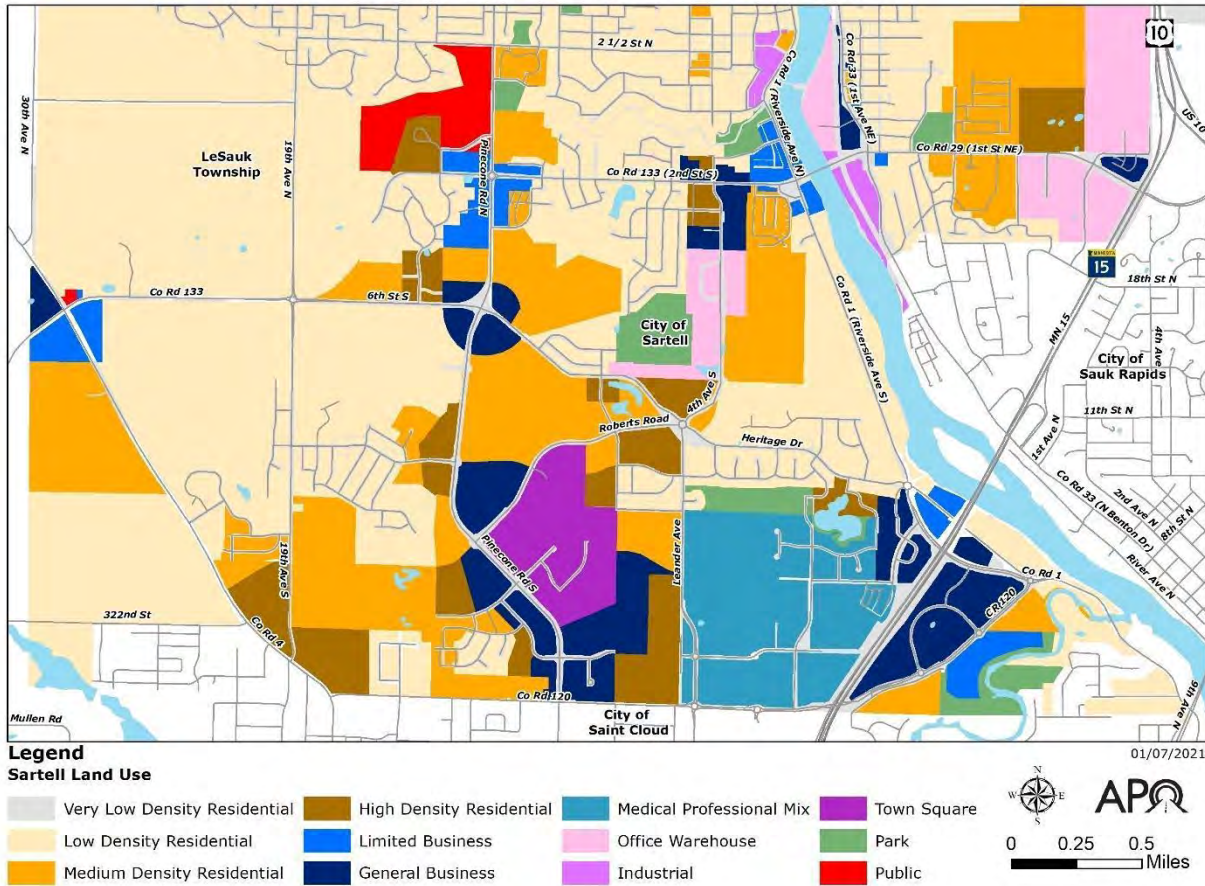 2 1/2 St N
10
Co Rd 1 (Riverside Ave N)
Co Rd 33 (1st Ave NE)
US 10
30th Ave N
LeSauk
Township
19th Ave N
Pinecone Rd N
Co Rd 133 (2nd St S)
Co Rd 29 (1st St NE)
MINNESOTA
15
18th St N
Co Rd 133
6th St S
City of
Sartell
Co Rd 1 (Riverside Ave S)
MN 15
4th Ave N
City of
Sauk Rapids
4th Ave S
11th St N
Roberts Road
Heritage Dr
1st Ave N
Co Rd 33 (N Benton Dr)
2nd Ave N
8th St N
River Ave N
19th Ave S
Pinecone Rd S
Leander Ave
Co Rd 1
CR 120
322nd St
Co Rd 4
Co Rd 120
9th Ave N
Mullen Rd
City of
Saint Cloud
Legend
01/07/2021
Sartell Land Use
Very Low Density Residential
High Density Residential
Medical Professional Mix
Town Square
Low Density Residential
Limited Business
Office Warehouse
Park
Medium Density Residential
General Business
Industrial
Public
N
W
E
S
APO
0 0.25 0.5
Miles